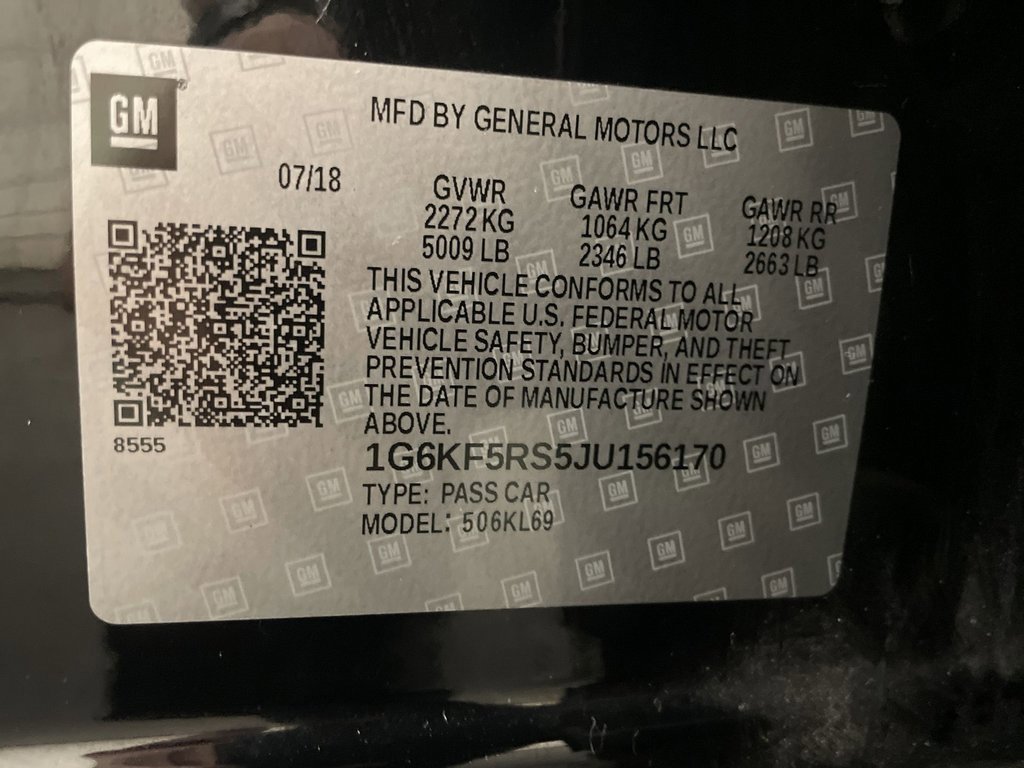 GM
MFD BY GENERAL MOTORS LLC
07/18
GVWR GAWR FRT GAWR RR
2272 KG 1064 KG 1208 KG
5009 LB 2346 LB 2663 LB
THIS VEHICLE CONFORMS TO ALL
APPLICABLE U.S. FEDERAL MOTOR
VEHICLE SAFETY, BUMPER, AND THEFT
PREVENTION STANDARDS IN EFFECT ON
THE DATE OF MANUFACTURE SHOWN
ABOVE.
8555
1G6KF5RS5JU156170
TYPE: PASS CAR
MODEL: 506KL69